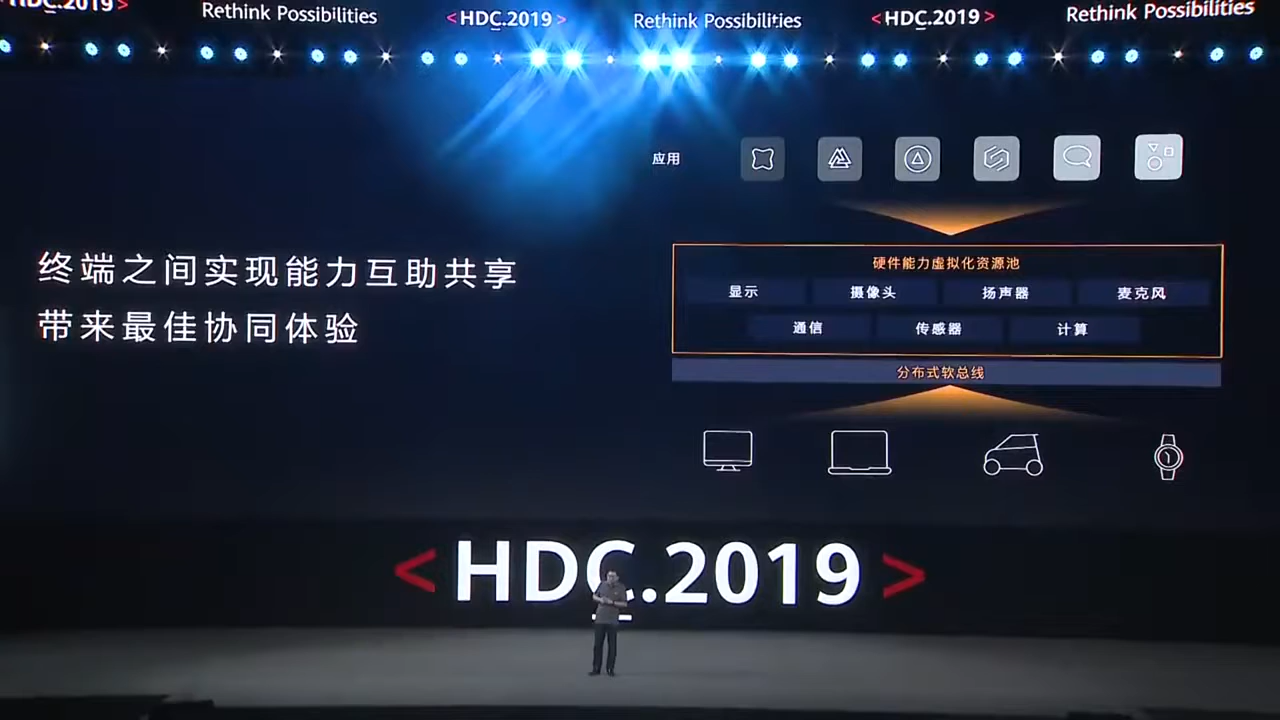 HDC.2019>
Rethink Possibilities
<HDC.2019>
Rethink Possibilities
<HDC.2019>
Rethink Possibilities
应用
终端之间实现能力互助共享
带来最佳协同体验
硬件能力虚拟化资源池
显示 摄像头 扬声器 麦克风
通信 传感器 计算
分布式软总线
<HDC.2019>